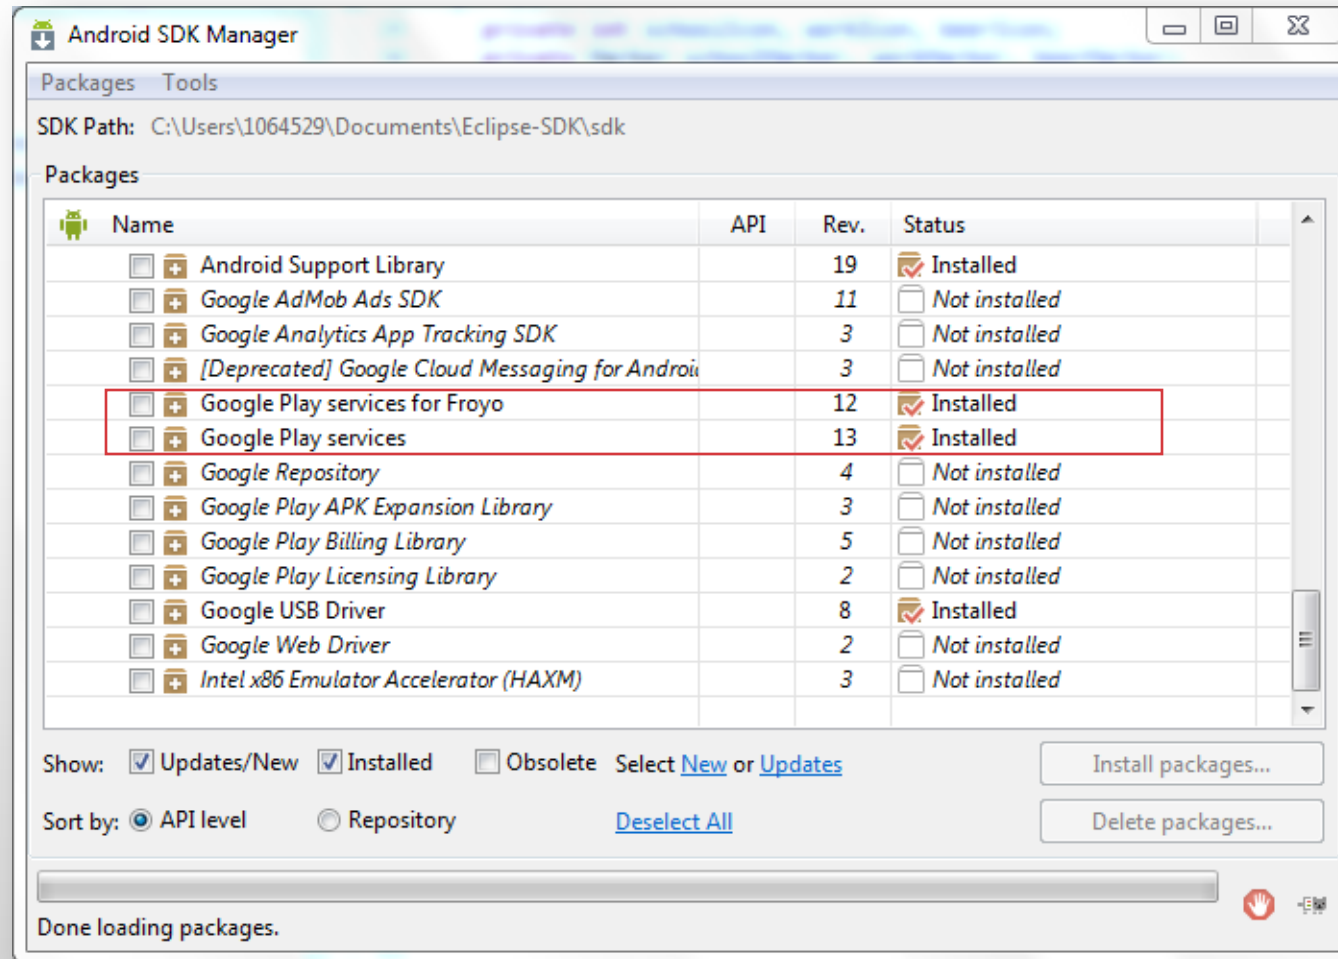 Android SDK Manager
Packages Tools
SDK Path: C:\Users\1064529\Documents\Eclipse-SDK\sdk
Packages
Name API Rev. Status
Android Support Library 19 Installed
Google AdMob Ads SDK 11 Not installed
Google Analytics App Tracking SDK 3 Not installed
[Deprecated] Google Cloud Messaging for Androi 3 Not installed
Google Play services for Froyo 12 Installed
Google Play services 13 Installed
Google Repository 4 Not installed
Google Play APK Expansion Library 3 Not installed
Google Play Billing Library 5 Not installed
Google Play Licensing Library 2 Not installed
Google USB Driver 8 Installed
Google Web Driver 2 Not installed
Intel x86 Emulator Accelerator (HAXM) 3 Not installed
Show: Updates/New Installed Obsolete Select New or Updates Install packages...
Sort by: API level Repository Deselect All Delete packages...
Done loading packages.